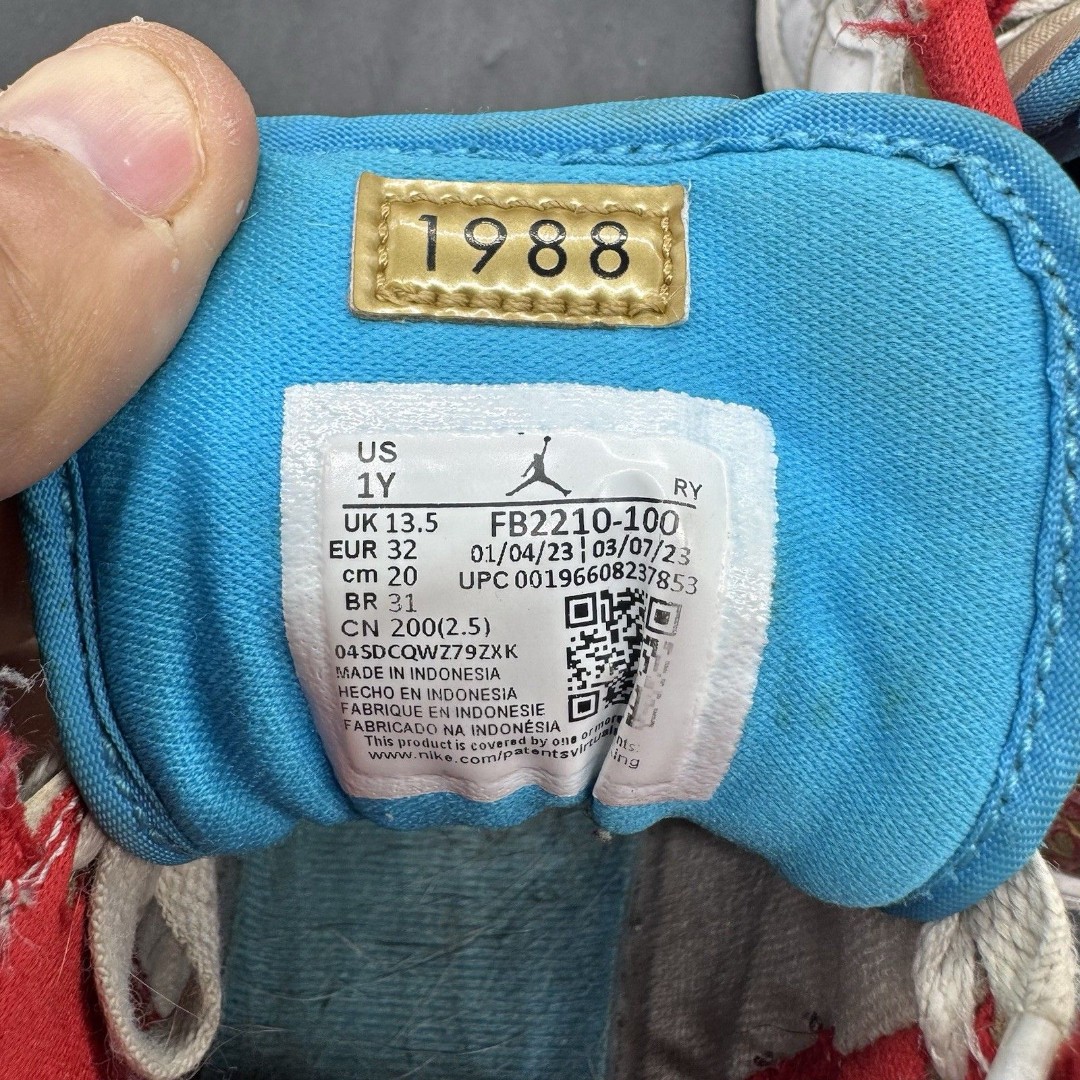 1988
US
1Y
RY
UK 13.5
FB2210-100
EUR 32
01/04/23 | 03/07/23
cm 20
UPC 00196608237853
BR 31
CN 200(2.5)
04SDCQWZ79ZXK
MADE IN INDONESIA
HECHO EN INDONESIA
FABRIQUE EN INDONESIE
FABRICADO NA INDONÉSIA
This product is covered by one or more
www.nike.com/patents